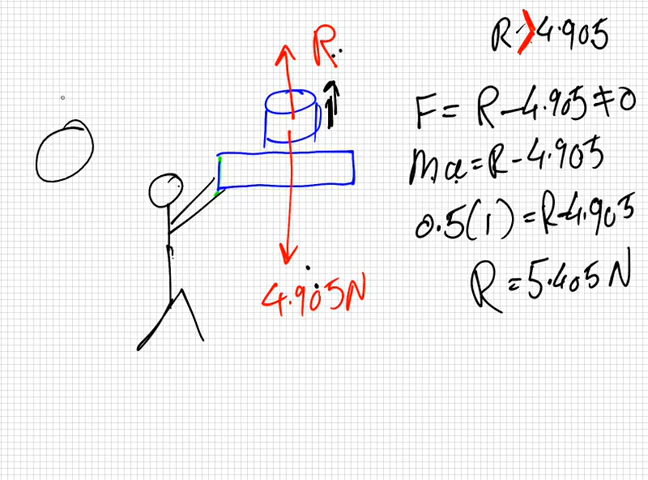 R.
R > 4.905
F = R - 4.905 ≠ 0
ma = R - 4.905
0.5(1) = R - 4.905
4.905N
R = 5.405 N